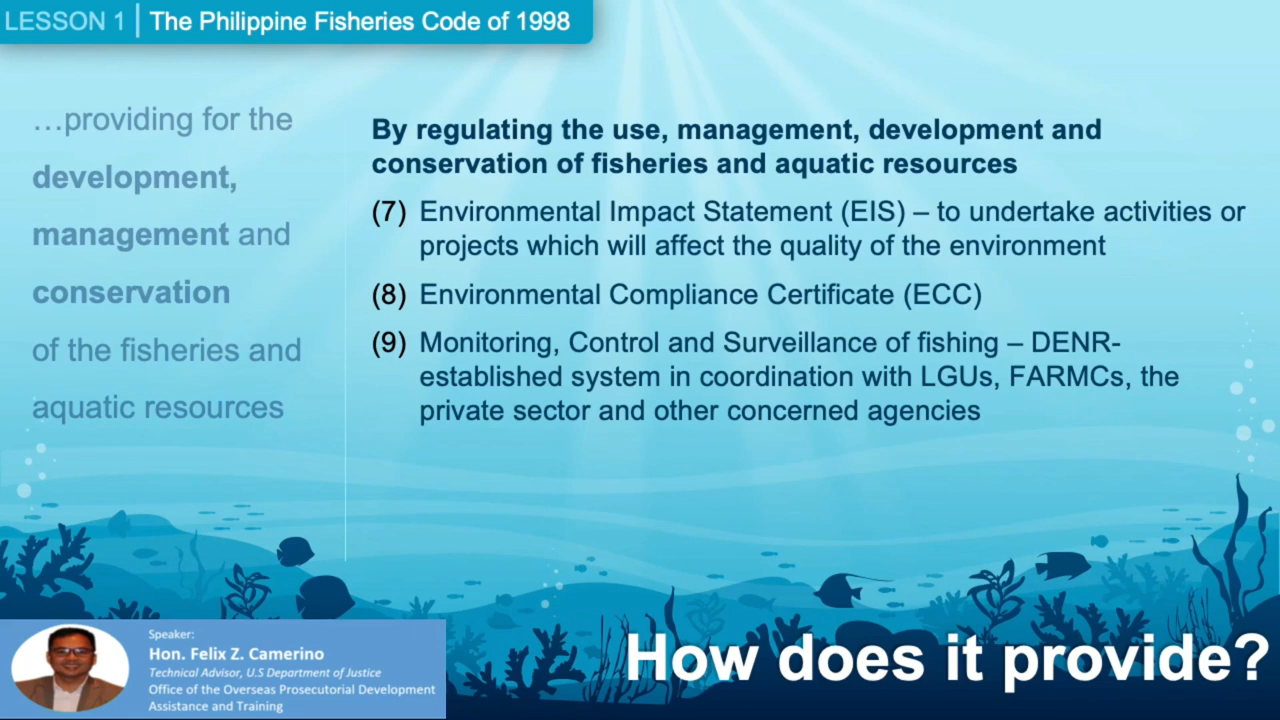 LESSON 1 | The Philippine Fisheries Code of 1998
…providing for the
development,
management and
conservation
of the fisheries and
aquatic resources
By regulating the use, management, development and
conservation of fisheries and aquatic resources
(7) Environmental Impact Statement (EIS) – to undertake activities or
projects which will affect the quality of the environment
(8) Environmental Compliance Certificate (ECC)
(9) Monitoring, Control and Surveillance of fishing – DENR-
established system in coordination with LGUs, FARMCs, the
private sector and other concerned agencies
Speaker:
Hon. Felix Z. Camerino
Technical Advisor, U.S Department of Justice
Office of the Overseas Prosecutorial Development
Assistance and Training
How does it provide?